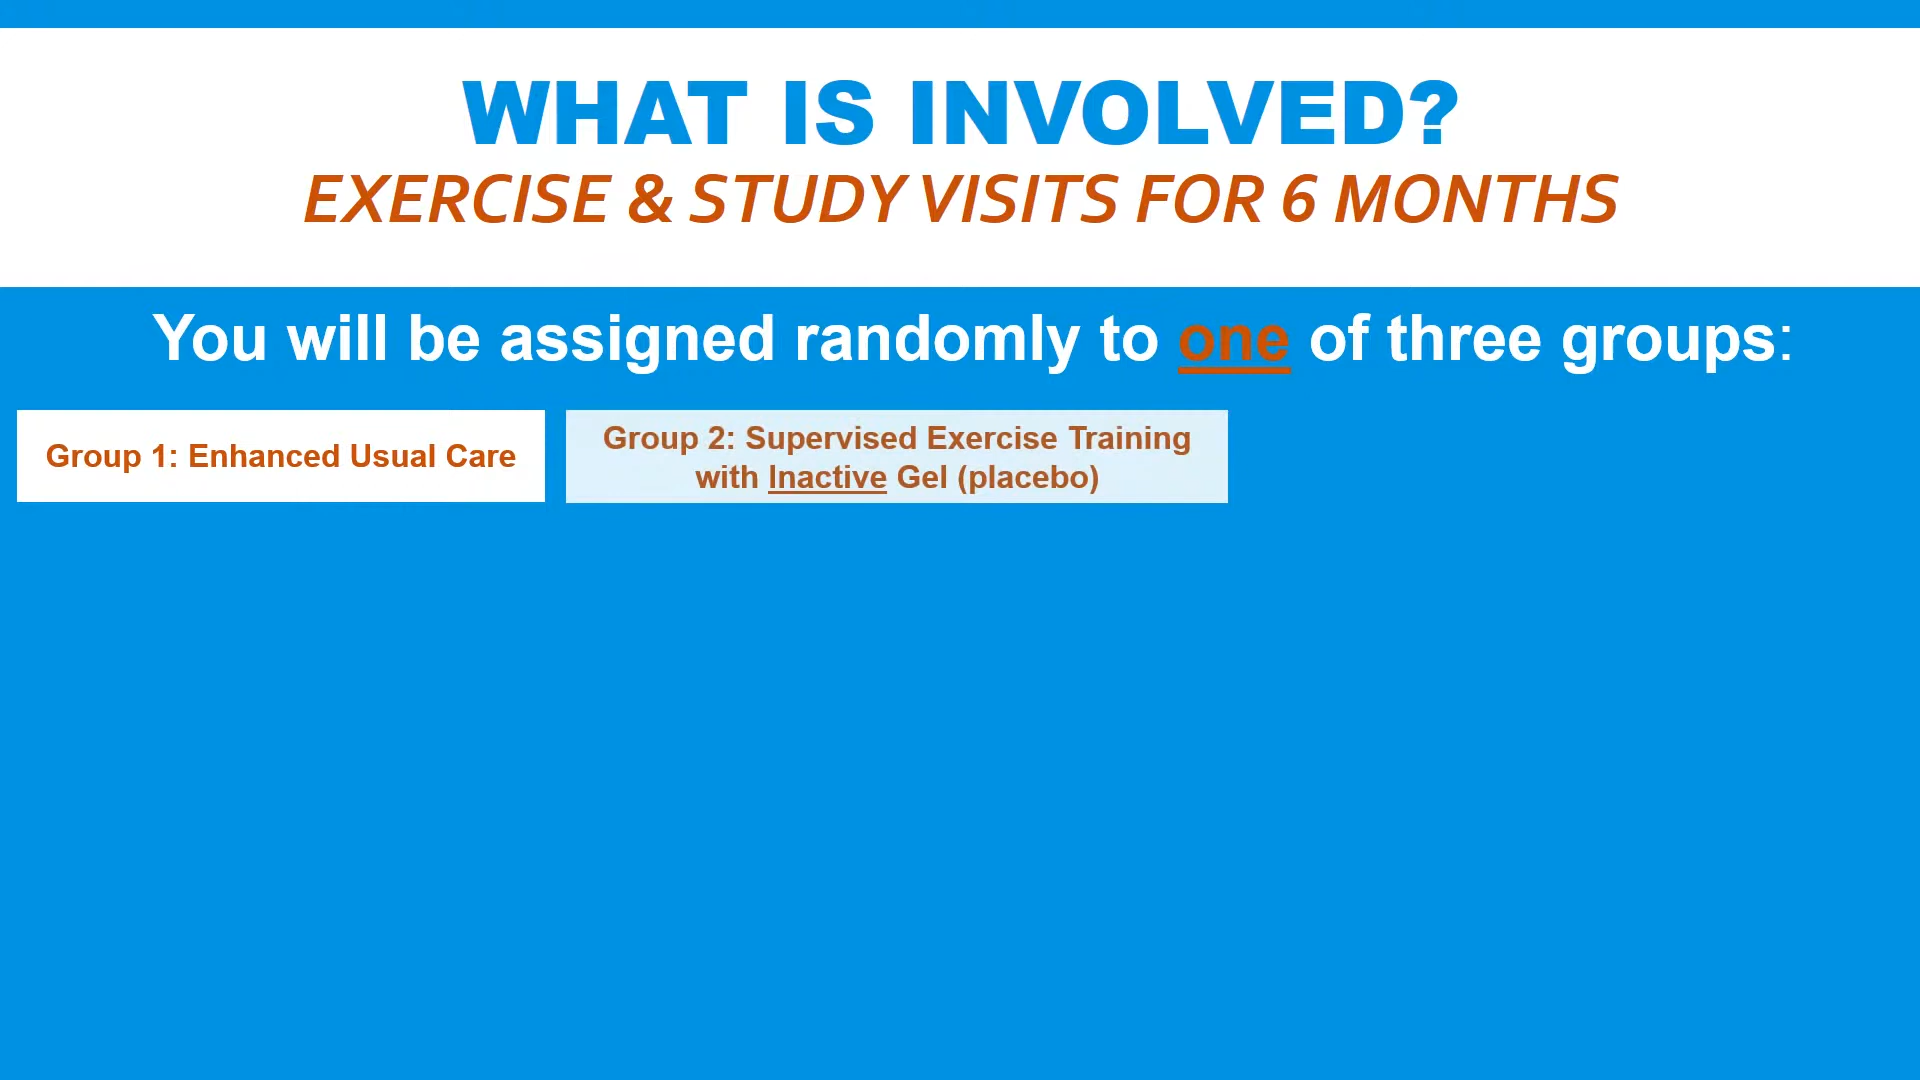 WHAT IS INVOLVED?
EXERCISE & STUDY VISITS FOR 6 MONTHS
You will be assigned randomly to one of three groups:
Group 1: Enhanced Usual Care
Group 2: Supervised Exercise Training
with Inactive Gel (placebo)